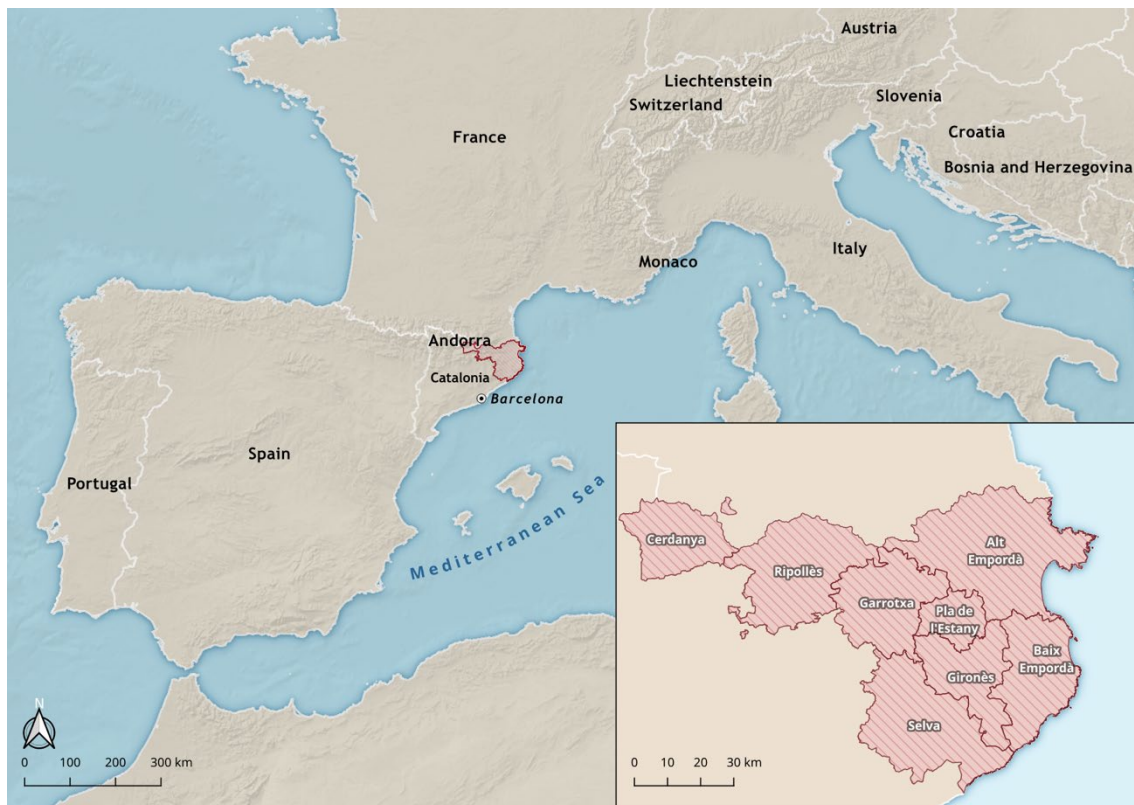 Austria
Liechtenstein
Switzerland
Slovenia
France
Croatia
Bosnia and Herzegovina
Italy
Monaco
Andorra
Catalonia
Barcelona
Spain
Portugal
Mediterranean Sea
N
0 100 200 300 km
Cerdanya
Ripollès
Alt
Empordà
Garrotxa
Pla de
l'Estany
Baix
Empordà
Gironès
Selva
0 10 20 30 km